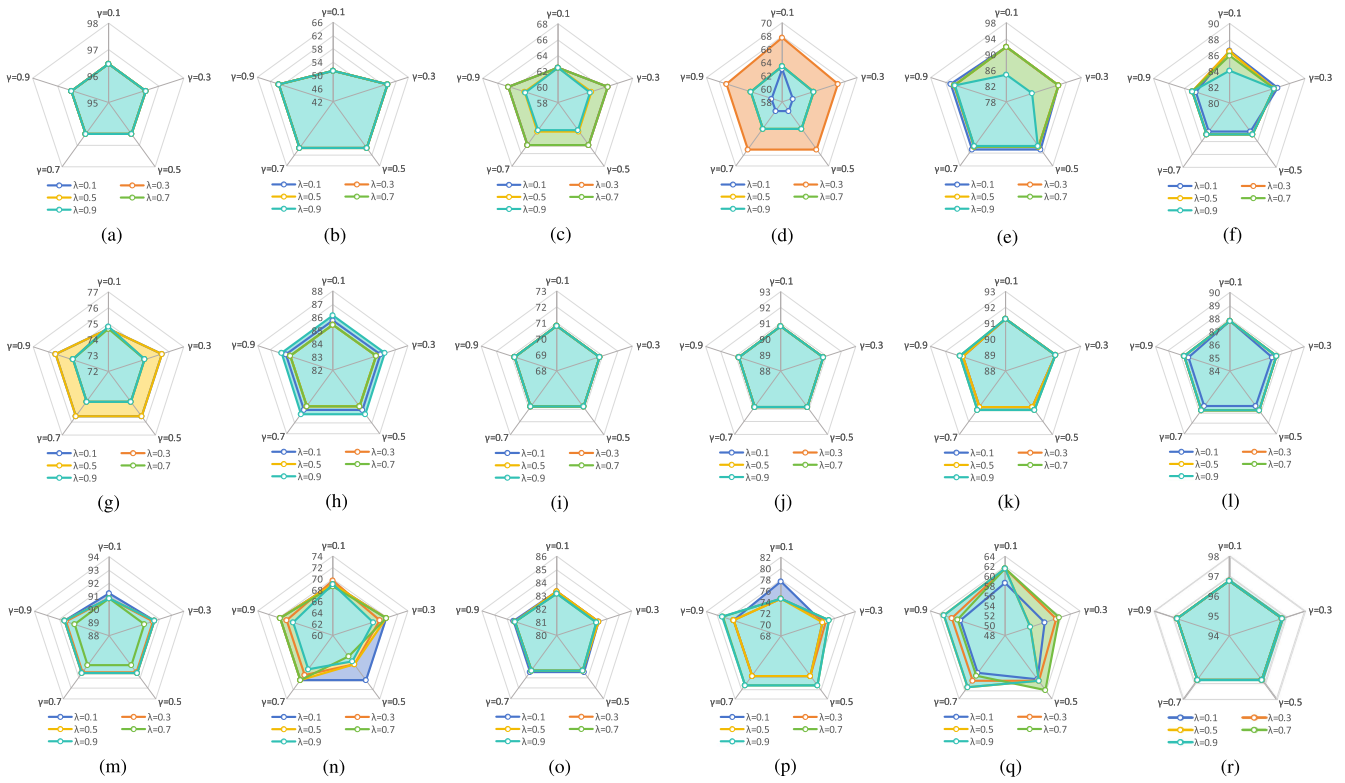 γ=0.1
98
97
96
95
γ=0.9
γ=0.3
γ=0.7
γ=0.5
λ=0.1 λ=0.3
λ=0.5 λ=0.7
λ=0.9
(a)
γ=0.1
66
62
58
54
50
46
42
γ=0.9
γ=0.3
γ=0.7
γ=0.5
λ=0.1 λ=0.3
λ=0.5 λ=0.7
λ=0.9
(b)
γ=0.1
68
66
64
62
60
58
γ=0.9
γ=0.3
γ=0.7
γ=0.5
λ=0.1 λ=0.3
λ=0.5 λ=0.7
λ=0.9
(c)
γ=0.1
70
68
66
64
62
60
58
γ=0.9
γ=0.3
γ=0.7
γ=0.5
λ=0.1 λ=0.3
λ=0.5 λ=0.7
λ=0.9
(d)
γ=0.1
98
94
90
86
82
78
γ=0.9
γ=0.3
γ=0.7
γ=0.5
λ=0.1 λ=0.3
λ=0.5 λ=0.7
λ=0.9
(e)
γ=0.1
90
88
86
84
82
80
γ=0.9
γ=0.3
γ=0.7
γ=0.5
λ=0.1 λ=0.3
λ=0.5 λ=0.7
λ=0.9
(f)
γ=0.1
77
76
75
74
73
72
γ=0.9
γ=0.3
γ=0.7
γ=0.5
λ=0.1 λ=0.3
λ=0.5 λ=0.7
λ=0.9
(g)
γ=0.1
88
87
86
85
84
83
82
γ=0.9
γ=0.3
γ=0.7
γ=0.5
λ=0.1 λ=0.3
λ=0.5 λ=0.7
λ=0.9
(h)
γ=0.1
73
72
71
70
69
68
γ=0.9
γ=0.3
γ=0.7
γ=0.5
λ=0.1 λ=0.3
λ=0.5 λ=0.7
λ=0.9
(i)
γ=0.1
93
92
91
90
89
88
γ=0.9
γ=0.3
γ=0.7
γ=0.5
λ=0.1 λ=0.3
λ=0.5 λ=0.7
λ=0.9
(j)
γ=0.1
93
92
91
90
89
88
γ=0.9
γ=0.3
γ=0.7
γ=0.5
λ=0.1 λ=0.3
λ=0.5 λ=0.7
λ=0.9
(k)
γ=0.1
90
88
88
87
86
85
84
γ=0.9
γ=0.3
γ=0.7
γ=0.5
λ=0.1 λ=0.3
λ=0.5 λ=0.7
λ=0.9
(l)
γ=0.1
94
93
92
91
90
89
88
γ=0.9
γ=0.3
γ=0.7
γ=0.5
λ=0.1 λ=0.3
λ=0.5 λ=0.7
λ=0.9
(m)
γ=0.1
74
72
70
68
66
64
62
60
γ=0.9
γ=0.3
γ=0.7
γ=0.5
λ=0.1 λ=0.3
λ=0.5 λ=0.7
λ=0.9
(n)
γ=0.1
86
85
84
83
82
81
80
γ=0.9
γ=0.3
γ=0.7
γ=0.5
λ=0.1 λ=0.3
λ=0.5 λ=0.7
λ=0.9
(o)
γ=0.1
82
80
78
76
74
72
70
68
γ=0.9
γ=0.3
γ=0.7
γ=0.5
λ=0.1 λ=0.3
λ=0.5 λ=0.7
λ=0.9
(p)
γ=0.1
64
62
60
58
56
54
52
50
48
γ=0.9
γ=0.3
γ=0.7
γ=0.5
λ=0.1 λ=0.3
λ=0.5 λ=0.7
λ=0.9
(q)
γ=0.1
98
97
96
95
94
γ=0.9
γ=0.3
γ=0.7
γ=0.5
λ=0.1 λ=0.3
λ=0.5 λ=0.7
λ=0.9
(r)